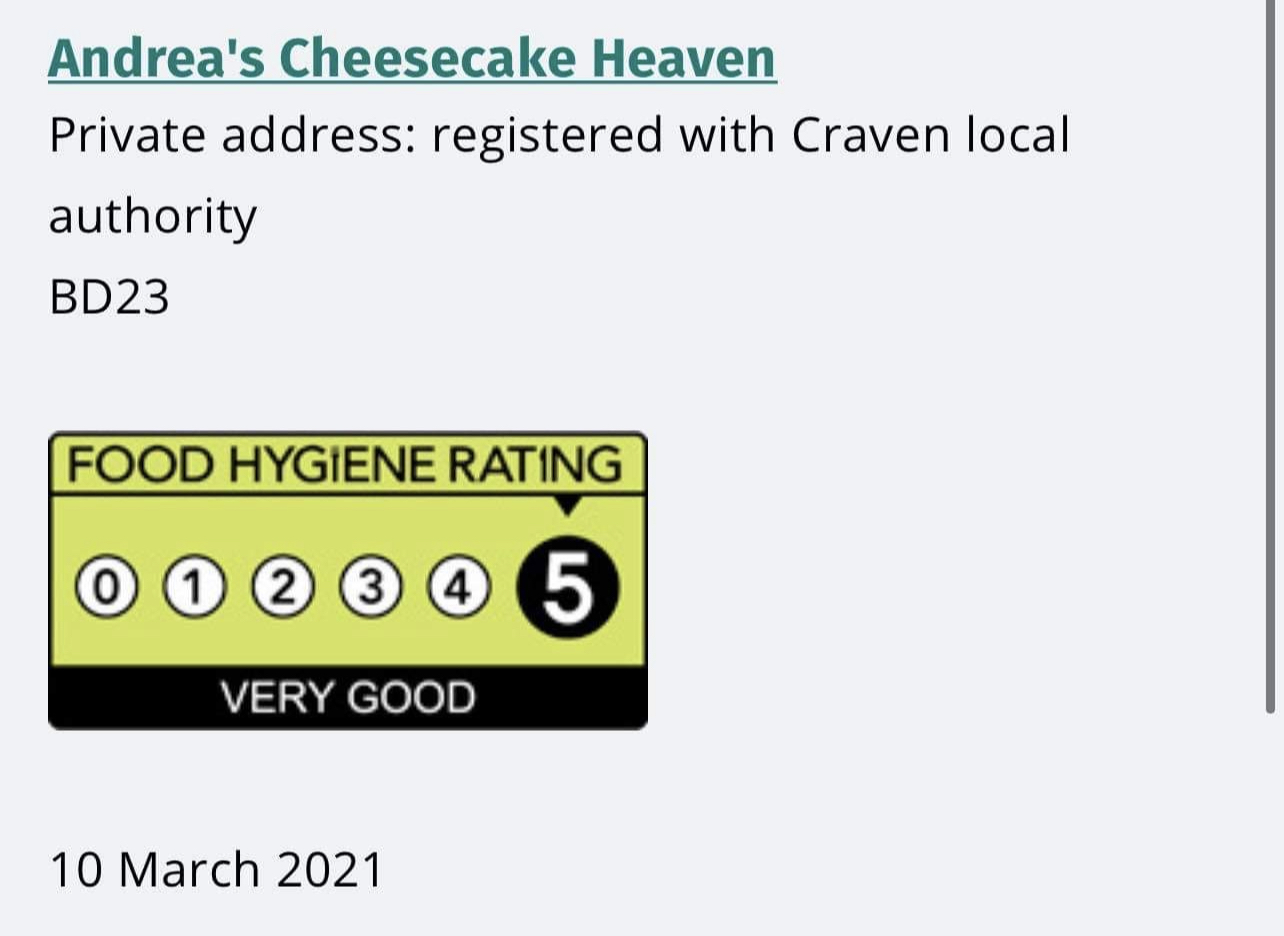 Andrea's Cheesecake Heaven
Private address: registered with Craven local
authority
BD23
FOOD HYGIENE RATING
0 1 2 3 4 5
VERY GOOD
10 March 2021